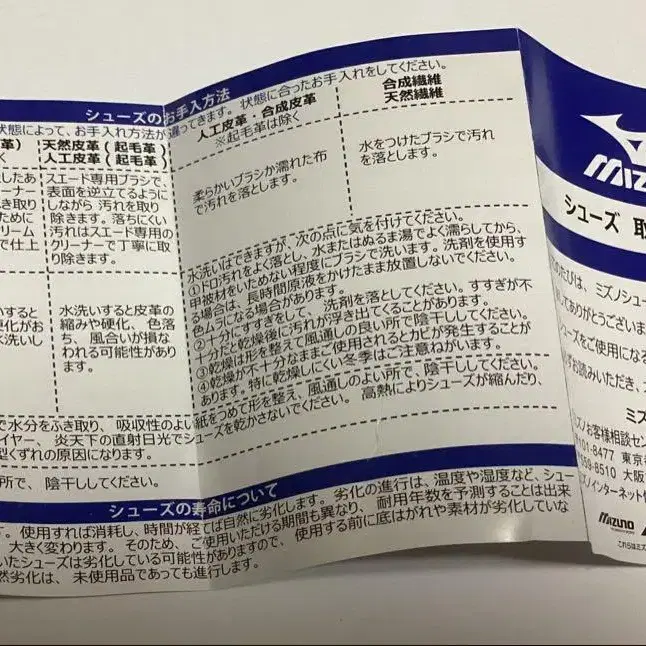 シューズのお手入方法
状態によって、お手入れ方法が違ってきます。状態に合ったお手入れをしてください。
革）
天然皮革（起毛革）
人工皮革（起毛革）
人工皮革・合成皮革
※起毛革は除く
合成繊維
天然繊維
スエード専用ブラシで、
表面を逆立てるように
しながら 汚れを取り
除きます。落ちにくい
汚れはスエード専用の
クリーナーで丁寧に取
り除きます。
柔らかいブラシか濡れた布
で汚れを落とします。
水をつけたブラシで汚れ
を落とします。
水洗いすると皮革の
縮みや硬化、 色落
ち、 風合いが損な
われる可能性があり
ます。
水洗いはできますが、次の点に気を付けてください。
①ドロ汚れをよく落とし、水またはぬるま湯でよく濡らしてから、
甲被材をいためない程度にブラシで洗います。洗剤を使用す
る場合は、長時間原液をかけたまま放置しないでください。
色ムラになる場合があります。
②十分にすすぎをして、 洗剤を落としてください。すすぎが不
十分だと乾燥後に汚れが浮き出てくることがあります。
③乾燥は形を整えて風通しの良い所で陰干ししてください。
④乾燥が不十分なままご使用されるとカビが発生することが
あります。特に乾燥しにくい冬季はご注意ねがいます。
で水分をふき取り、 吸収性のよい紙をつめて形を整え、風通しのよい所で、陰干ししてください。
イヤー、 炎天下の直射日光でシューズを乾かさないでください。 高熱によりシューズが縮んだり、
型くずれの原因になります。
所で、 陰干ししてください。
シューズの寿命について
す。 使用すれば消耗し、時間が経てば自然に劣化します。 劣化の進行は、 温度や湿度など、シュー
大きく変わります。 そのため、 ご使用いただける期間も異なり、 耐用年数を予測することは出来
いたシューズは劣化している可能性がありますので、 使用する前に底はがれや素材が劣化していな
然劣化は、 未使用品であっても進行します。
シューズ 取
のたびは、 ミズノシュー
ありがとうございま
シューズをご使用にな
ずお読みいただき、
ミズ
ミズノお客様相談セン
101-8477 東京
559-8510 大阪
ミズノインターネット
MIZUNO
これらはミズ